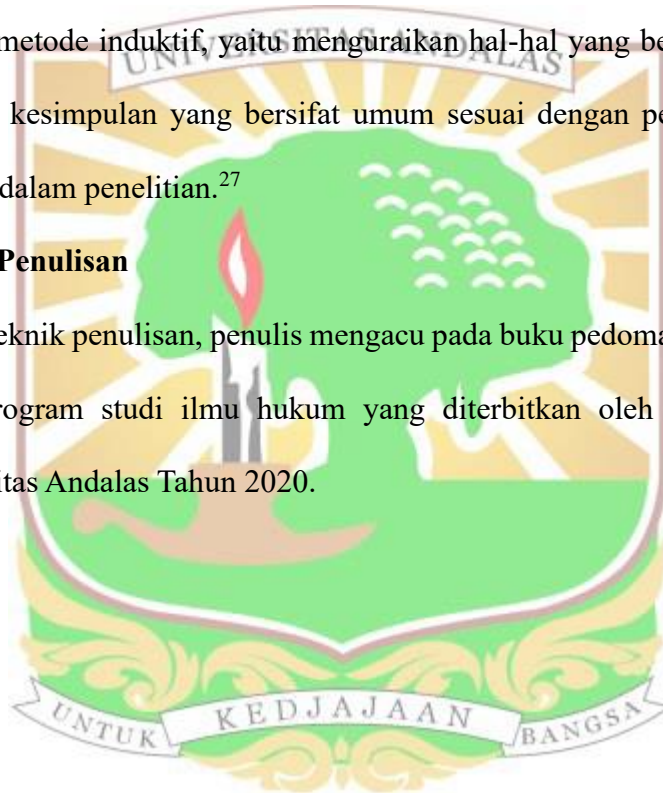 UNIVERSITAS ANDALAS
metode induktif, yaitu menguraikan hal-hal yang be
kesimpulan yang bersifat umum sesuai dengan pe
dalam penelitian.27
Penulisan
eknik penulisan, penulis mengacu pada buku pedoma
rogram studi ilmu hukum yang diterbitkan oleh
itas Andalas Tahun 2020.
UNTUK KEDJAJAAN BANGSA